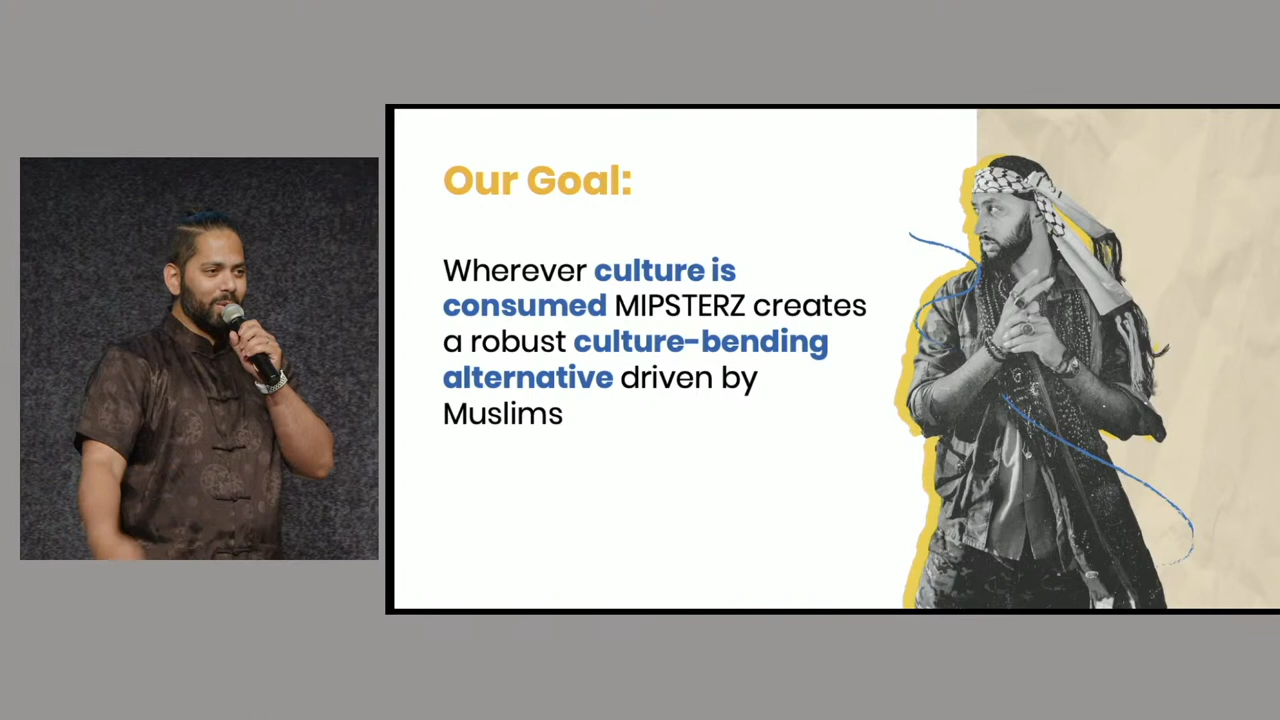 Our Goal:
Wherever culture is
consumed MIPSTERZ creates
a robust culture-bending
alternative driven by
Muslims